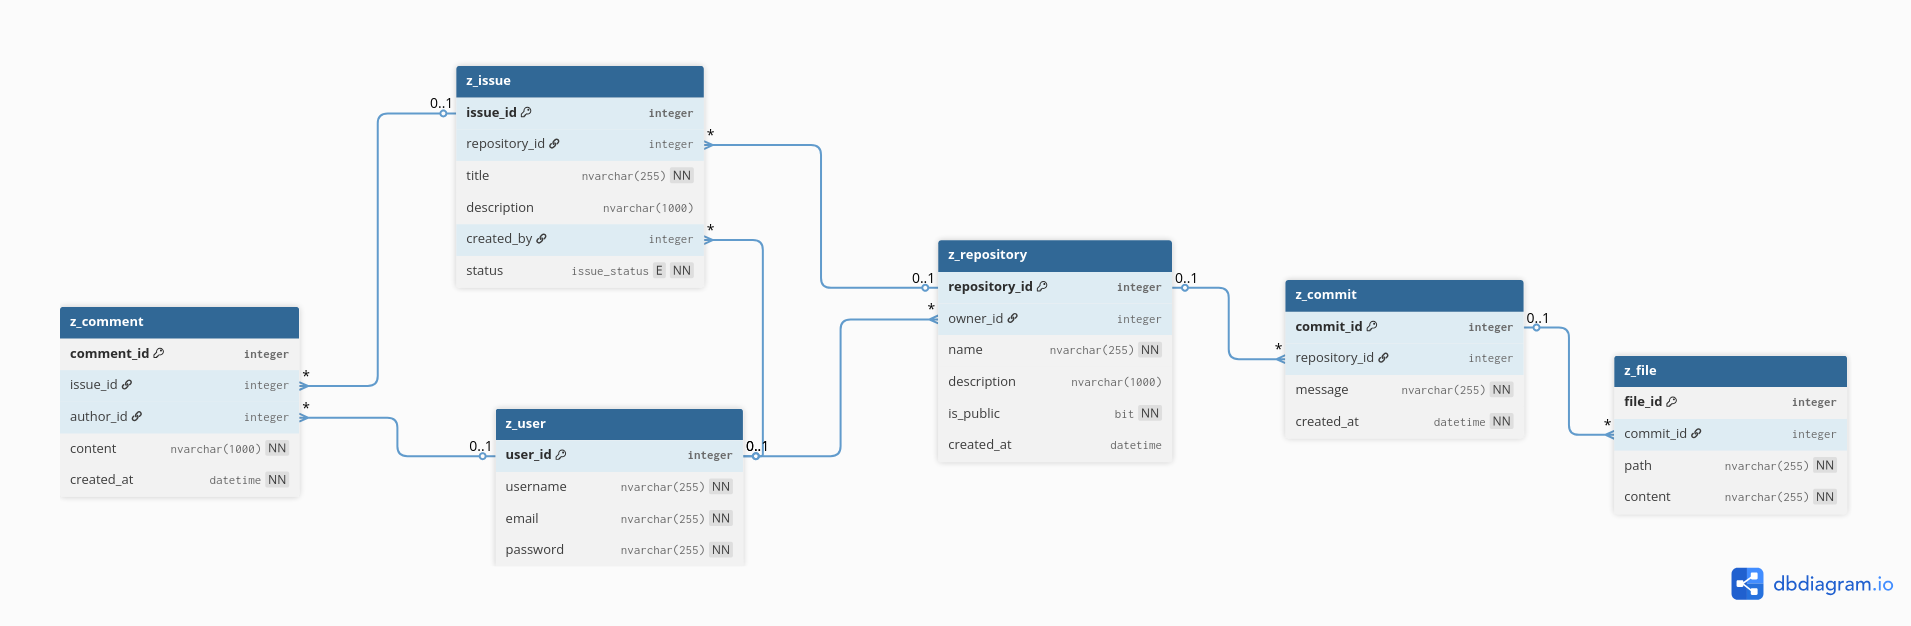 z_issue
0..1
issue_id integer
*
repository_id integer
title nvarchar(255) NN
description nvarchar(1000)
*
created_by integer
status issue_status E NN
z_comment
comment_id integer
*
issue_id integer
*
author_id integer
content nvarchar(1000) NN
created_at datetime NN
z_user
0..1 0..1
user_id integer
username nvarchar(255) NN
email nvarchar(255) NN
password nvarchar(255) NN
z_repository
0..1 0..1
repository_id integer
*
owner_id integer
name nvarchar(255) NN
description nvarchar(1000)
is_public bit NN
created_at datetime
z_commit
0..1
commit_id integer
*
repository_id integer
message nvarchar(255) NN
created_at datetime NN
z_file
file_id integer
*
commit_id integer
path nvarchar(255) NN
content nvarchar(255) NN
dbdiagram.io